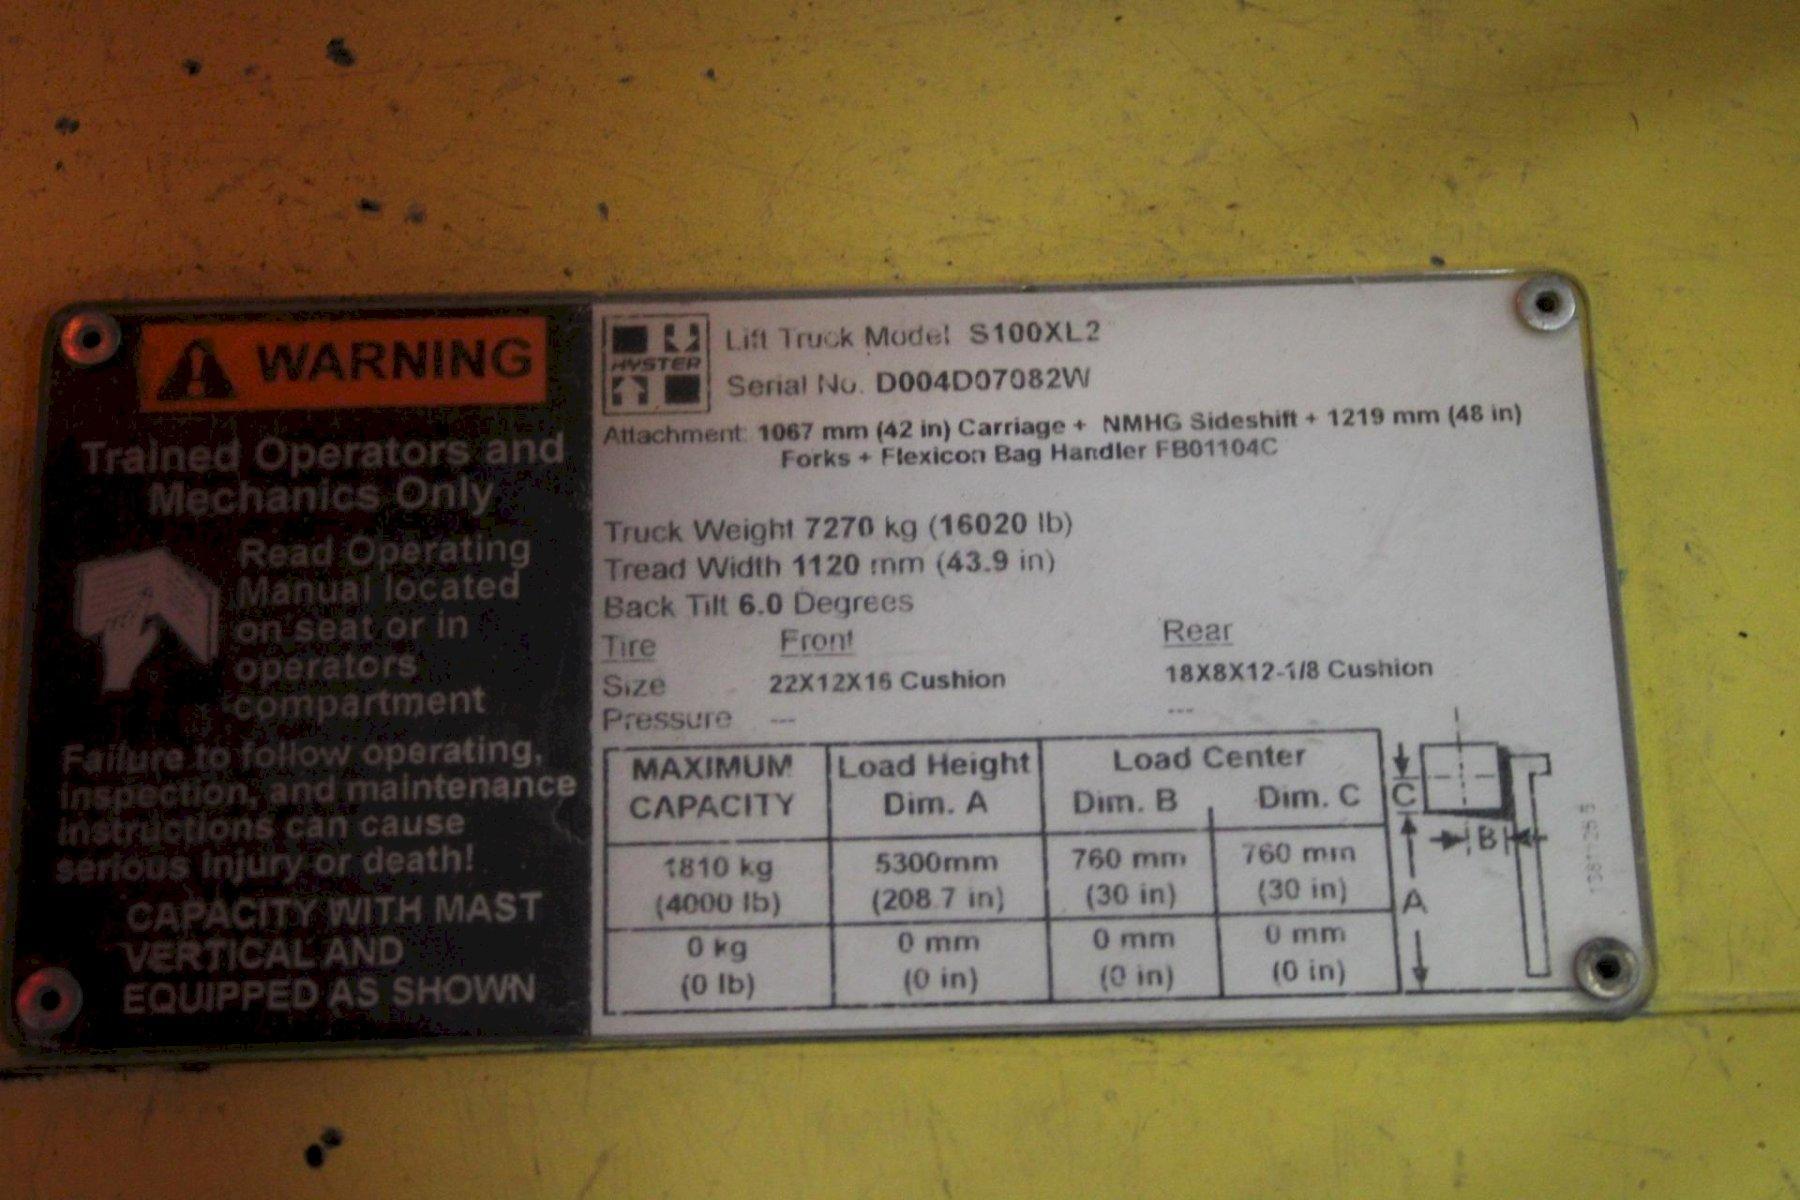 WARNING
Trained Operators and
Mechanics Only
Read Operating
Manual located
on seat or in
operators
compartment
Failure to follow operating,
inspection, and maintenance
instructions can cause
serious injury or death!
CAPACITY WITH MAST
VERTICAL AND
EQUIPPED AS SHOWN
HYSTER
Lift Truck Model S100XL2
Serial No. D004D07082W
Attachment: 1067 mm (42 in) Carriage + NMHG Sideshift + 1219 mm (48 in)
Forks + Flexicon Bag Handler FB01104C
Truck Weight 7270 kg (16020 lb)
Tread Width 1120 mm (43.9 in)
Back Tilt 6.0 Degrees
Tire Front Rear
Size 22X12X16 Cushion 18X8X12-1/8 Cushion
Pressure --- ---
MAXIMUM Load Height Load Center
CAPACITY Dim. A Dim. B Dim. C
1810 kg 5300mm 760 mm 760 mm
(4000 lb) (208.7 in) (30 in) (30 in)
0 kg 0 mm 0 mm 0 mm
(0 lb) (0 in) (0 in) (0 in)
C
B
A